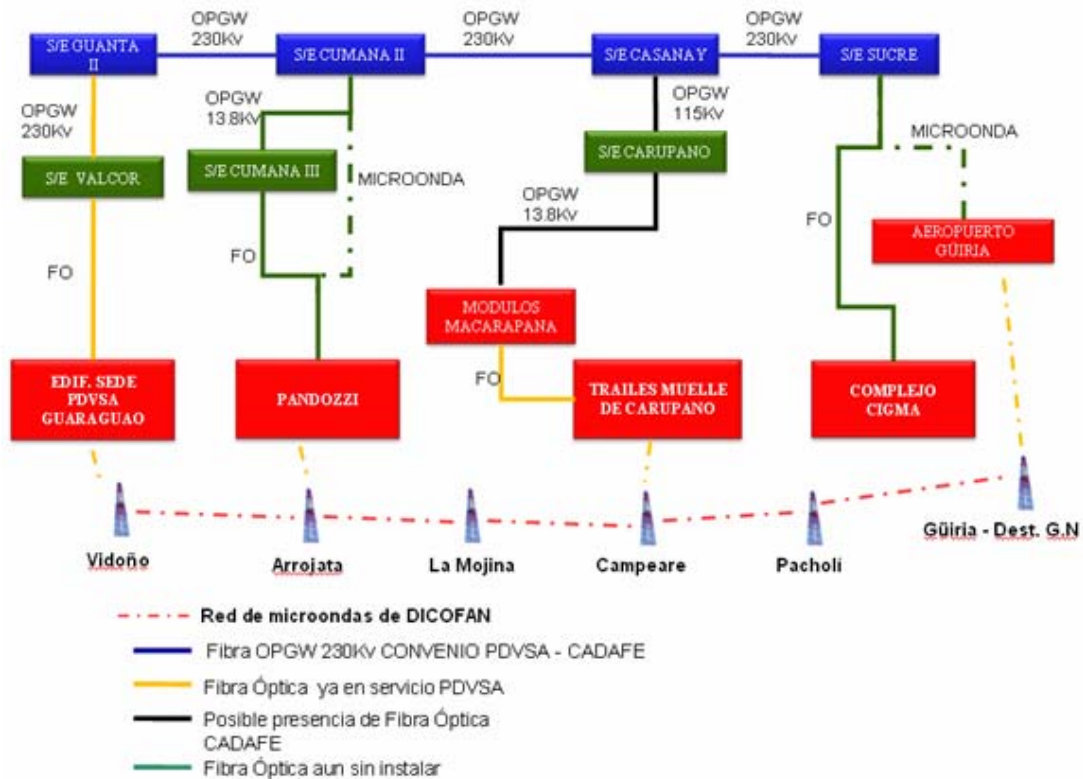 OPGW
230Kv
OPGW
230Kv
OPGW
230Kv
S/E GUANTA
II
S/E CUMANA II
S/E CASANAY
S/E SUCRE
OPGW
230Kv
OPGW
13.8Kv
OPGW
115Kv
MICROONDA
S/E VALCOR
S/E CUMANA III
MICROONDA
S/E CARUPANO
OPGW
13.8Kv
FO
AEROPUERTO
GÜIRIA
FO
FO
MODULOS
MACARAPANA
FO
EDIF. SEDE
PDVSA
GUARAGUAO
PANDOZZI
TRAILES MUELLE
DE CARUPANO
COMPLEJO
CIGMA
Vidoño
Arrojata
La Mojina
Campeare
Pacholí
Güiria - Dest. G.N
Red de microondas de DICOFAN
Fibra OPGW 230Kv CONVENIO PDVSA - CADAFE
Fibra Óptica ya en servicio PDVSA
Posible presencia de Fibra Óptica
CADAFE
Fibra Óptica aun sin instalar